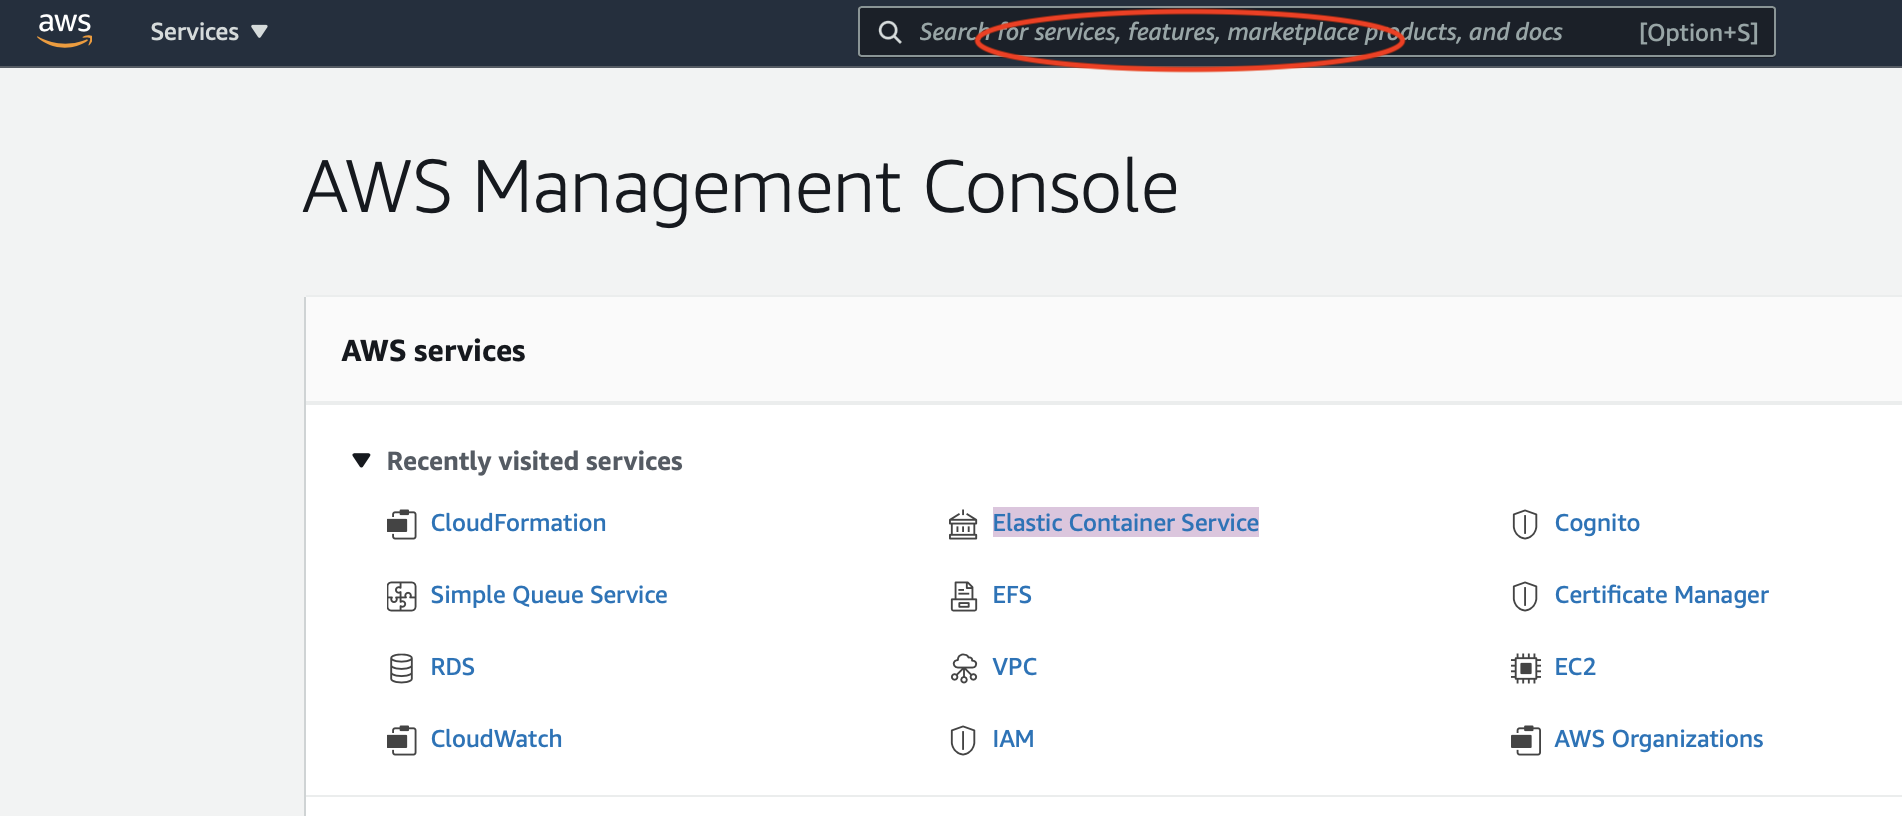 aws Services Search for services, features, marketplace products, and docs [Option+S]
AWS Management Console
AWS services
Recently visited services
CloudFormation Elastic Container Service Cognito
Simple Queue Service EFS Certificate Manager
RDS VPC EC2
CloudWatch IAM AWS Organizations